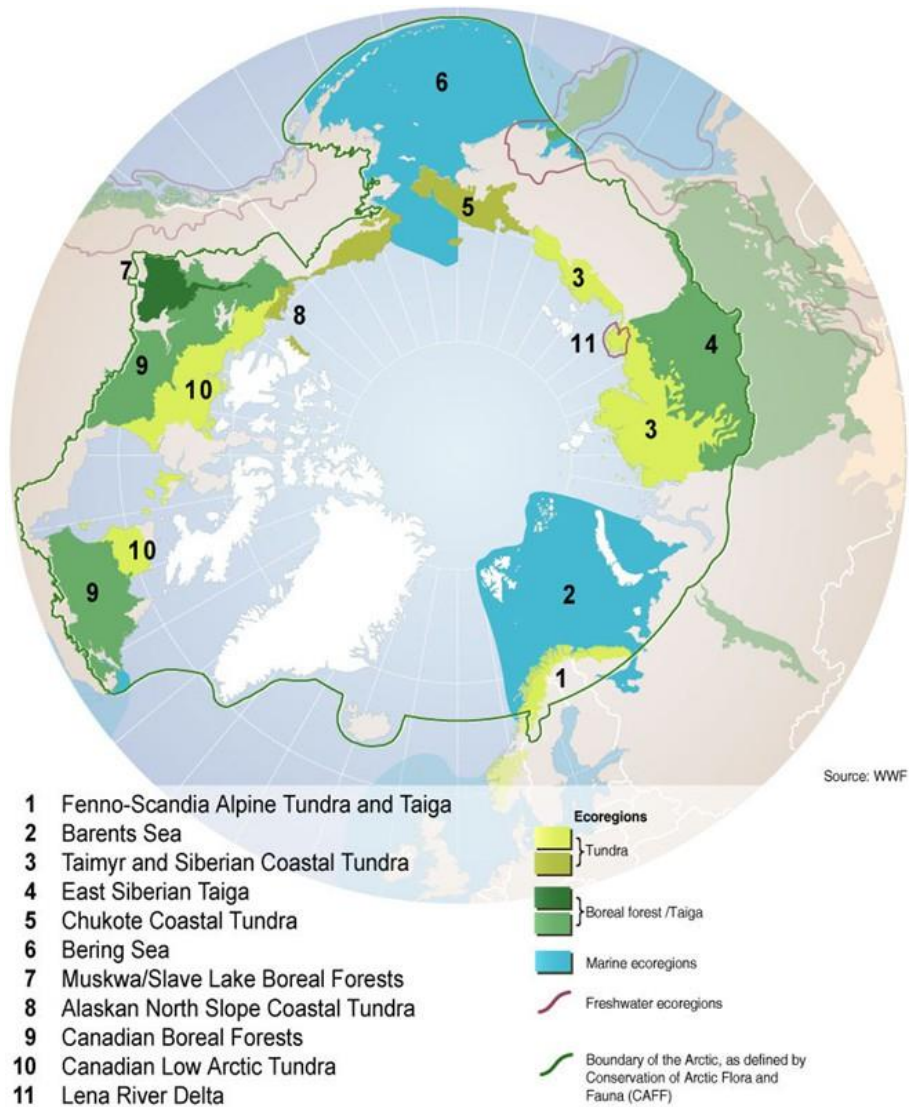 6
5
7
3
8
11
4
9
10
3
10
9
2
1
Source: WWF
1 Fenno-Scandia Alpine Tundra and Taiga
2 Barents Sea
3 Taimyr and Siberian Coastal Tundra
4 East Siberian Taiga
5 Chukote Coastal Tundra
6 Bering Sea
7 Muskwa/Slave Lake Boreal Forests
8 Alaskan North Slope Coastal Tundra
9 Canadian Boreal Forests
10 Canadian Low Arctic Tundra
11 Lena River Delta
Ecoregions
Tundra
Boreal forest /Taiga
Marine ecoregions
Freshwater ecoregions
Boundary of the Arctic, as defined by
Conservation of Arctic Flora and
Fauna (CAFF)